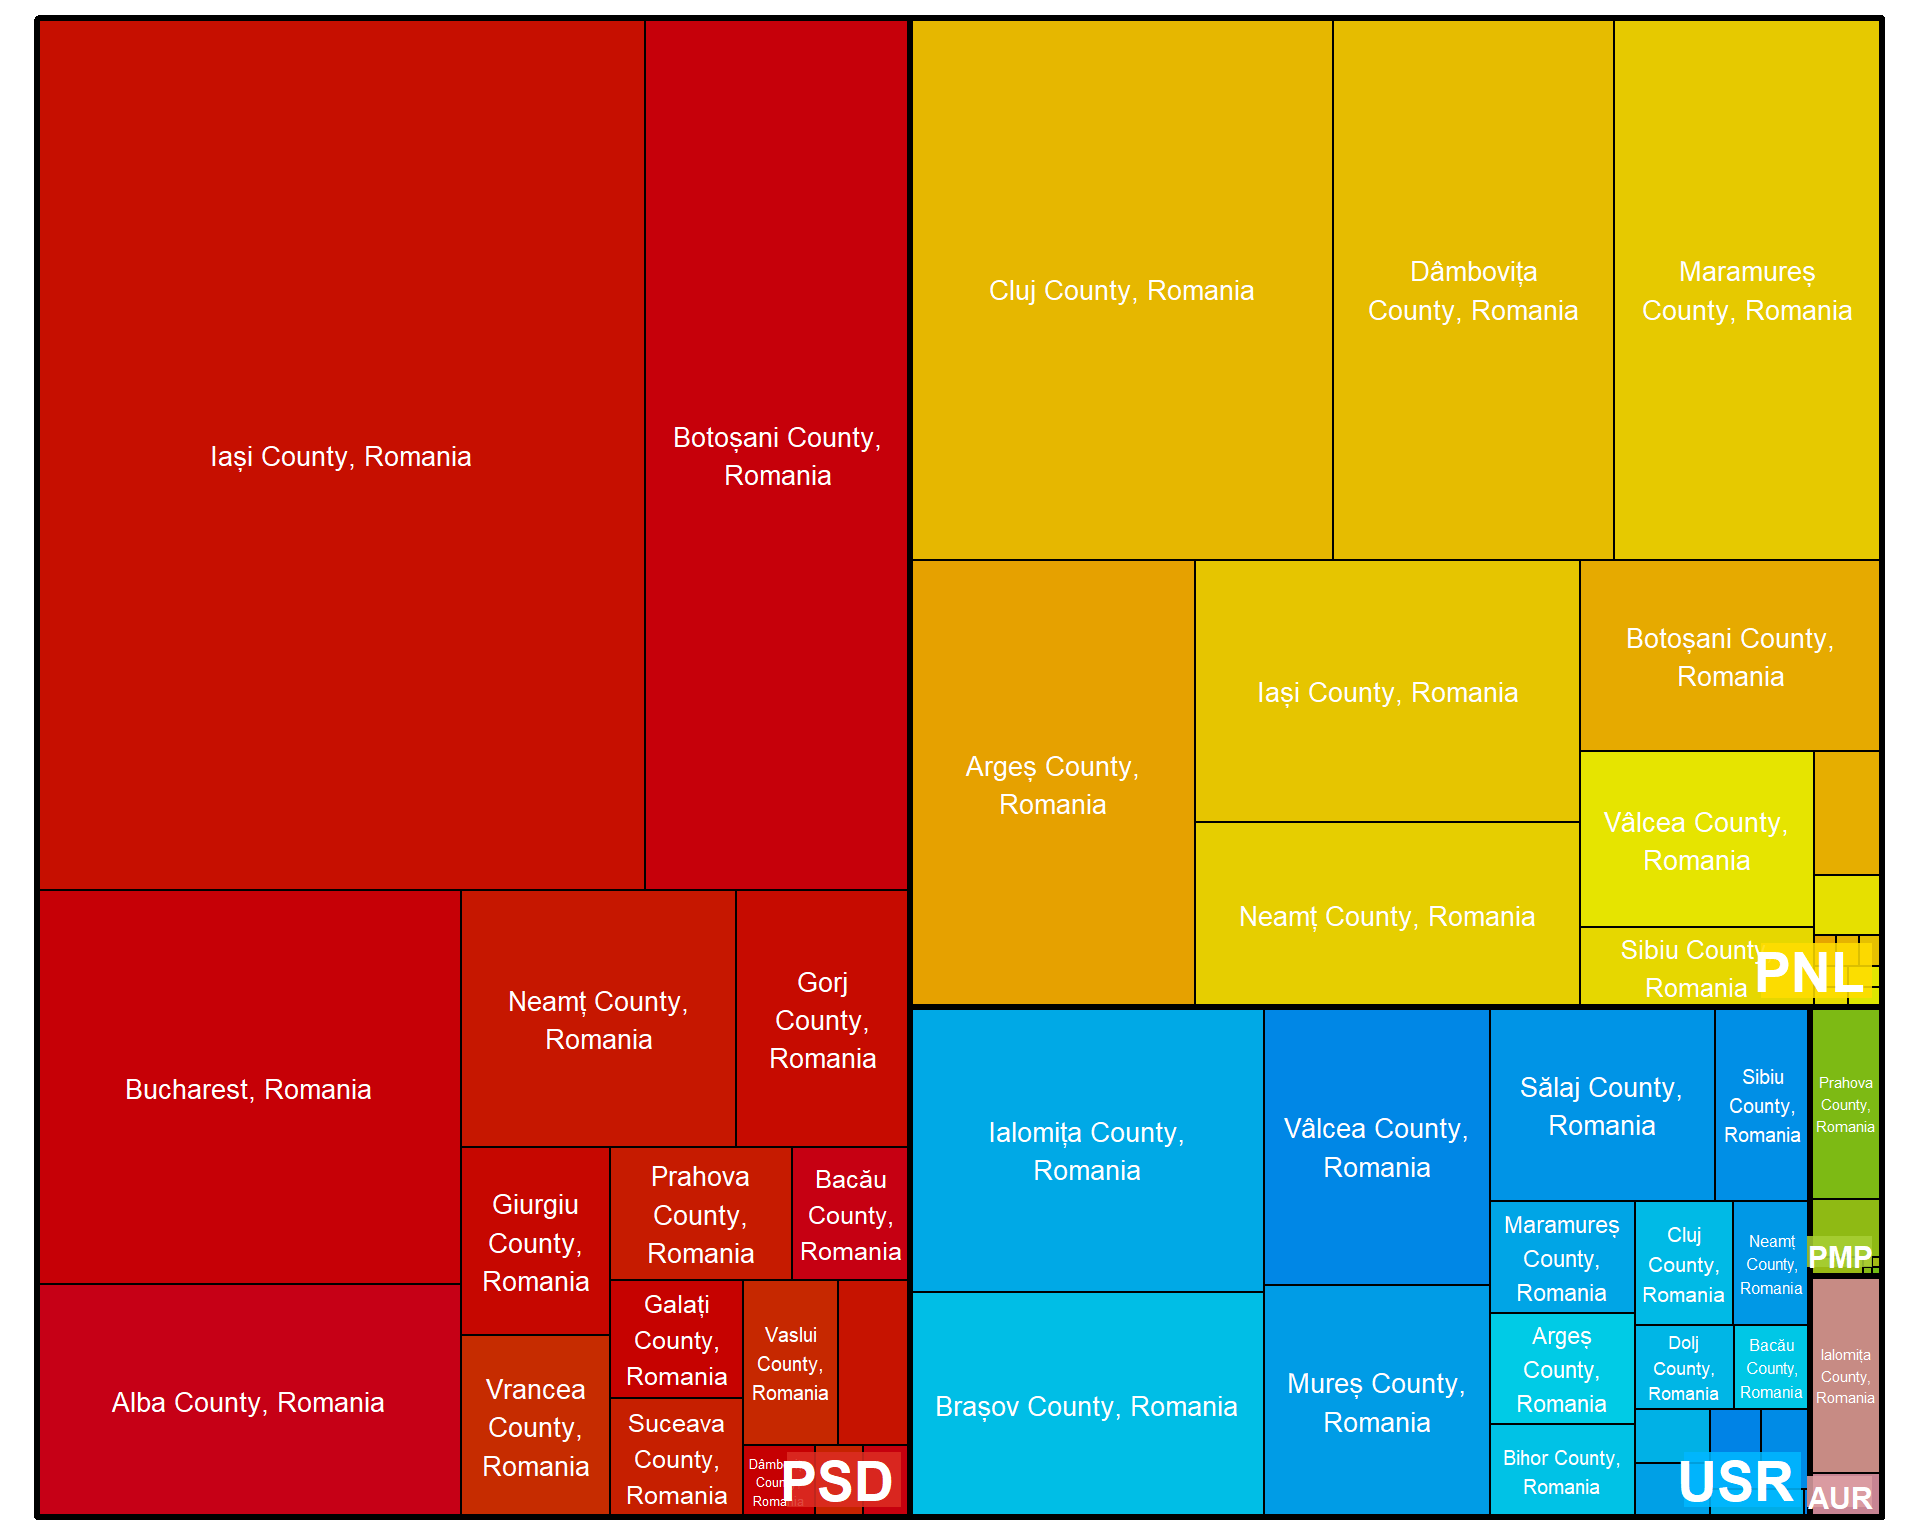 Iași County, Romania
Botoșani County,
Romania
Bucharest, Romania
Alba County, Romania
Neamț County,
Romania
Gorj
County,
Romania
Giurgiu
County,
Romania
Vrancea
County,
Romania
Prahova
County,
Romania
Bacău
County,
Romania
Galați
County,
Romania
Suceava
County,
Romania
Vaslui
County,
Romania
PSD
Cluj County, Romania
Dâmbovița
County, Romania
Maramureș
County, Romania
Argeș County,
Romania
Iași County, Romania
Neamț County, Romania
Botoșani County,
Romania
Vâlcea County,
Romania
Sibiu County
Romania
PNL
Ialomița County,
Romania
Brașov County, Romania
Vâlcea County,
Romania
Mureș County,
Romania
Sălaj County,
Romania
Sibiu
County,
Romania
Maramureș
County,
Romania
Argeș
County,
Romania
Bihor County,
Romania
Cluj
County,
Romania
Neamț
County,
Romania
Dolj
County,
Romania
Bacău
County,
Romania
USR
Prahova
County,
Romania
PMP
Ialomița
County,
Romania
AUR